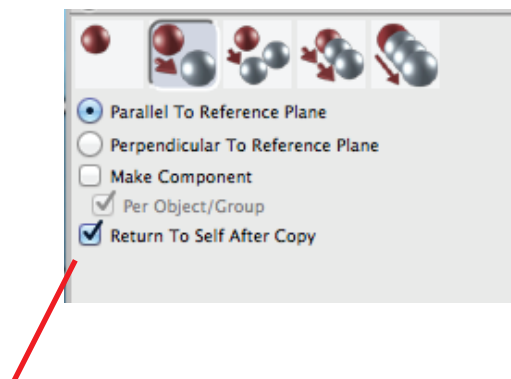 Parallel To Reference Plane
Perpendicular To Reference Plane
Make Component
Per Object/Group
Return To Self After Copy